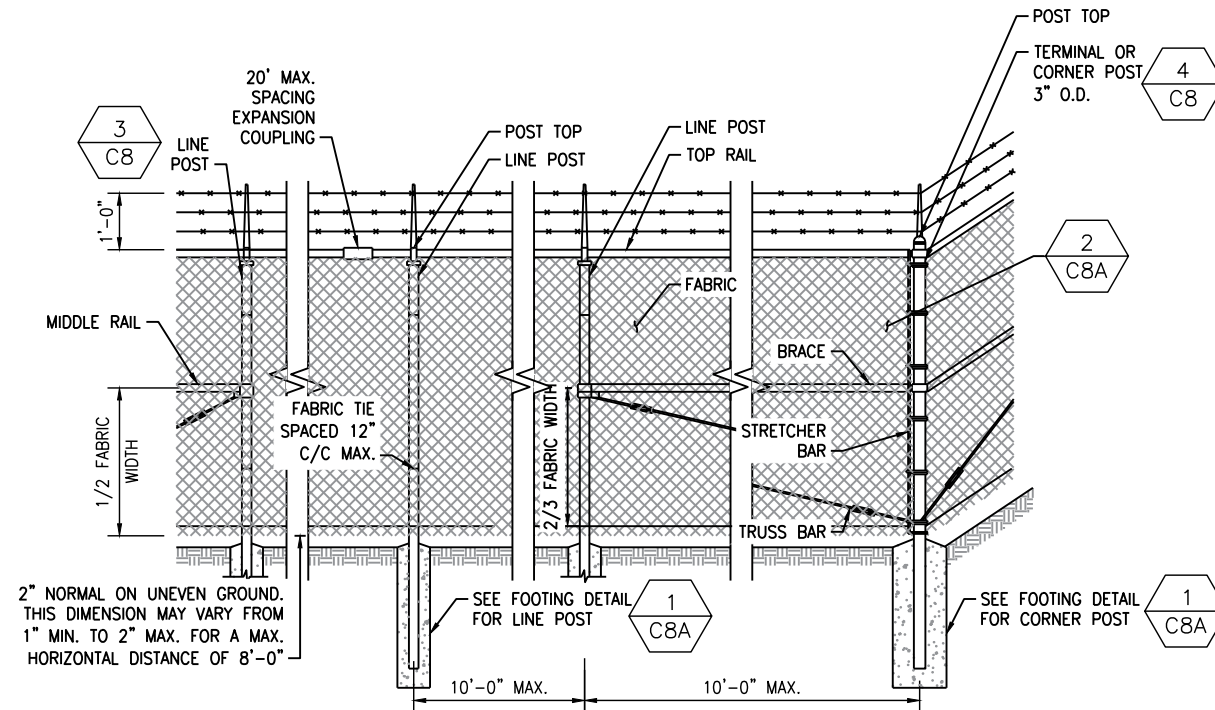 POST TOP
TERMINAL OR
CORNER POST
3" O.D.
4
C8
20' MAX.
SPACING
EXPANSION
COUPLING
3
C8
LINE
POST
POST TOP
LINE POST
LINE POST
TOP RAIL
1'-0"
2
C8A
FABRIC
MIDDLE RAIL
BRACE
1/2 FABRIC
WIDTH
FABRIC TIE
SPACED 12"
C/C MAX.
2/3 FABRIC WIDTH
STRETCHER
BAR
TRUSS BAR
2" NORMAL ON UNEVEN GROUND.
THIS DIMENSION MAY VARY FROM
1" MIN. TO 2" MAX. FOR A MAX.
HORIZONTAL DISTANCE OF 8'-0"
SEE FOOTING DETAIL
FOR LINE POST
1
C8A
SEE FOOTING DETAIL
FOR CORNER POST
1
C8A
10'-0" MAX.
10'-0" MAX.